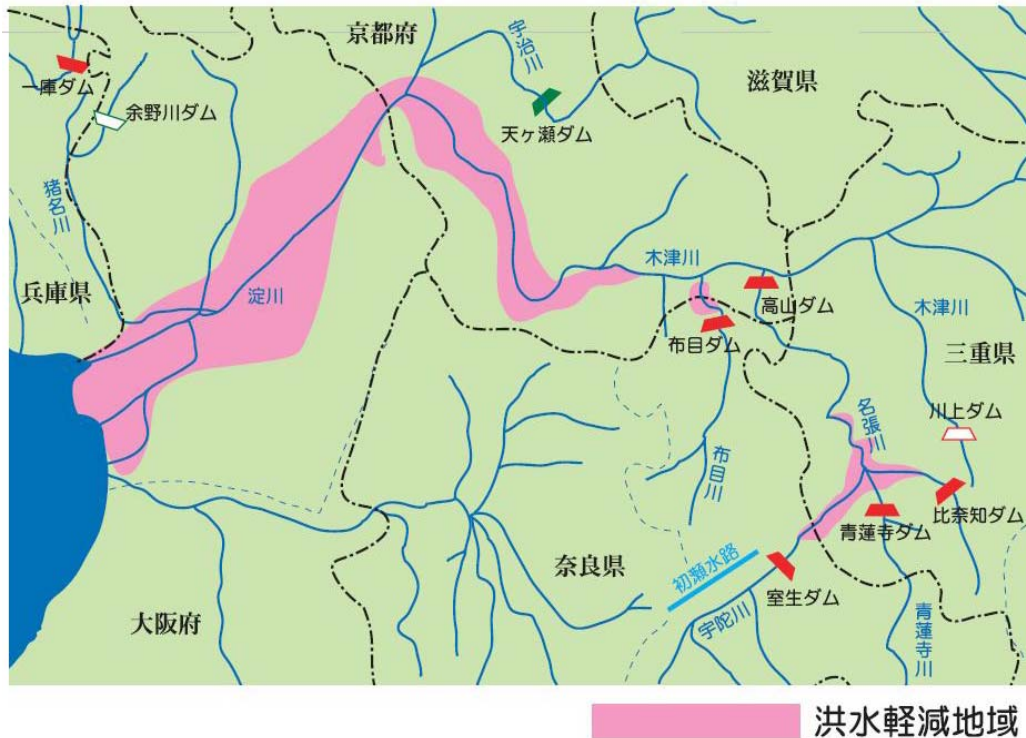 京都府
宇治川
滋賀県
一庫ダム
余野川ダム
天ヶ瀬ダム
猪名川
兵庫県
淀川
木津川
高山ダム
布目ダム
木津川
三重県
名張川
川上ダム
布目川
比奈知ダム
青蓮寺ダム
初瀬水路
奈良県
室生ダム
大阪府
宇陀川
青蓮寺川
洪水軽減地域